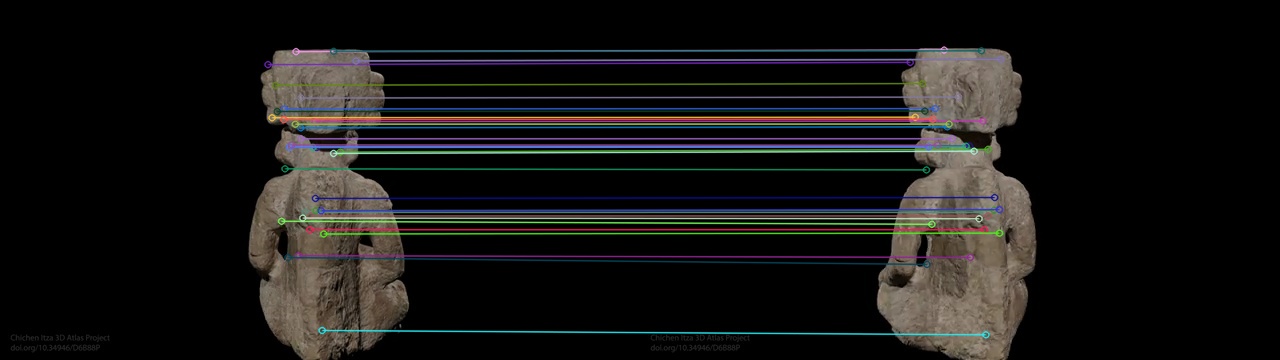 Chichen Itza 3D Atlas Project
doi.org/10.34946/D6B88P
Chichen Itza 3D Atlas Project
doi.org/10.34946/D6B88P